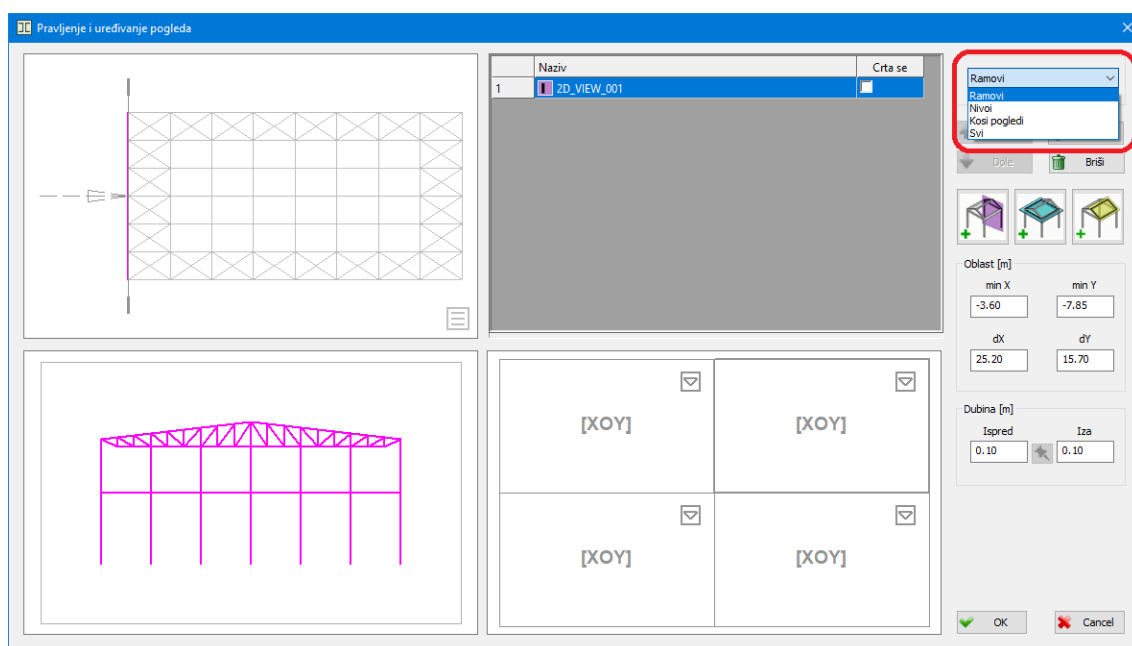 Pravljenje i uređivanje pogleda
Naziv
Crta se
1
2D_VIEW_001
Ramovi
Ramovi
Nivoi
Kosi pogledi
Svi
Dole
Briši
Oblast [m]
min X
min Y
-3.60
-7.85
dX
dY
25.20
15.70
Dubina [m]
Ispred
Iza
0.10
0.10
[XOY]
[XOY]
[XOY]
[XOY]
OK
Cancel